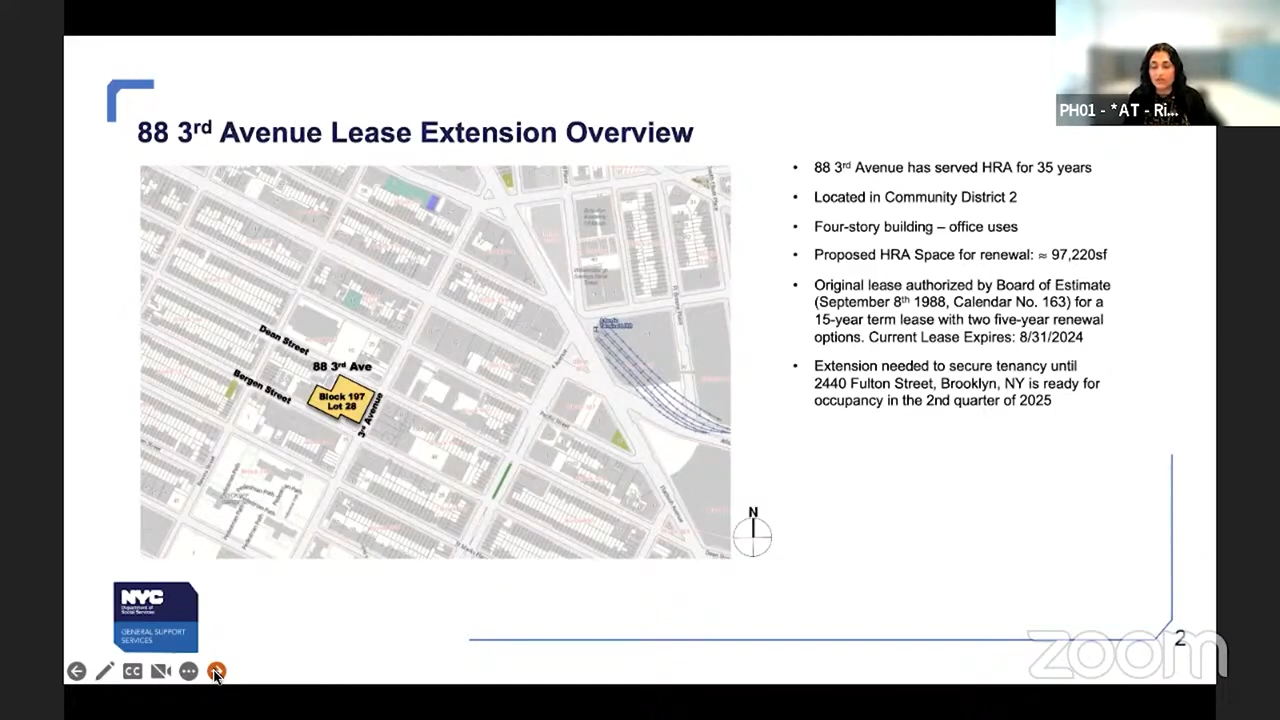 PH01 - *AT - Ri...
88 3rd Avenue Lease Extension Overview
• 88 3rd Avenue has served HRA for 35 years
• Located in Community District 2
• Four-story building – office uses
• Proposed HRA Space for renewal: ≈ 97,220sf
• Original lease authorized by Board of Estimate
(September 8th 1988, Calendar No. 163) for a
15-year term lease with two five-year renewal
options. Current Lease Expires: 8/31/2024
• Extension needed to secure tenancy until
2440 Fulton Street, Brooklyn, NY is ready for
occupancy in the 2nd quarter of 2025
Dean Street
88 3rd Ave
Bergen Street
Block 197
Lot 28
3rd Avenue
Pacific Street
N
NYC
Department of
Social Services
GENERAL SUPPORT
SERVICES
2
CC
zoom